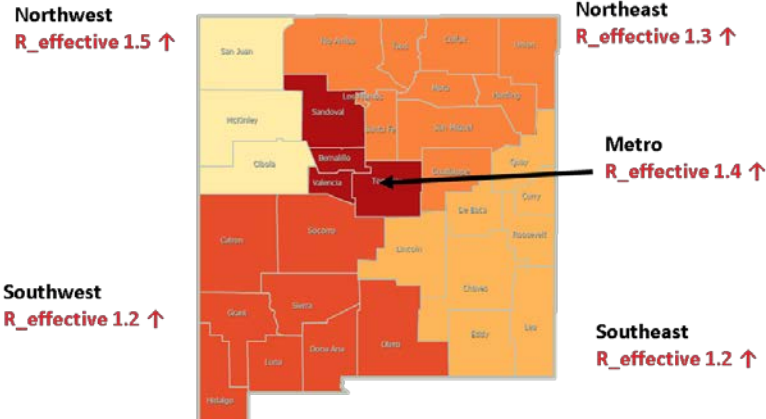 Northwest
R_effective 1.5 ↑
Northeast
R_effective 1.3 ↑
Metro
R_effective 1.4 ↑
Southwest
R_effective 1.2 ↑
Southeast
R_effective 1.2 ↑
San Juan
Rio Arriba
Taos
Colfax
Union
Mora
Harding
Sandoval
Santa Fe
San Miguel
McKinley
Cibola
Bernalillo
Valencia
Guadalupe
Quay
Curry
De Baca
Roosevelt
Catron
Socorro
Lincoln
Chaves
Grant
Sierra
Luna
Dona Ana
Otero
Eddy
Lea
Hidalgo